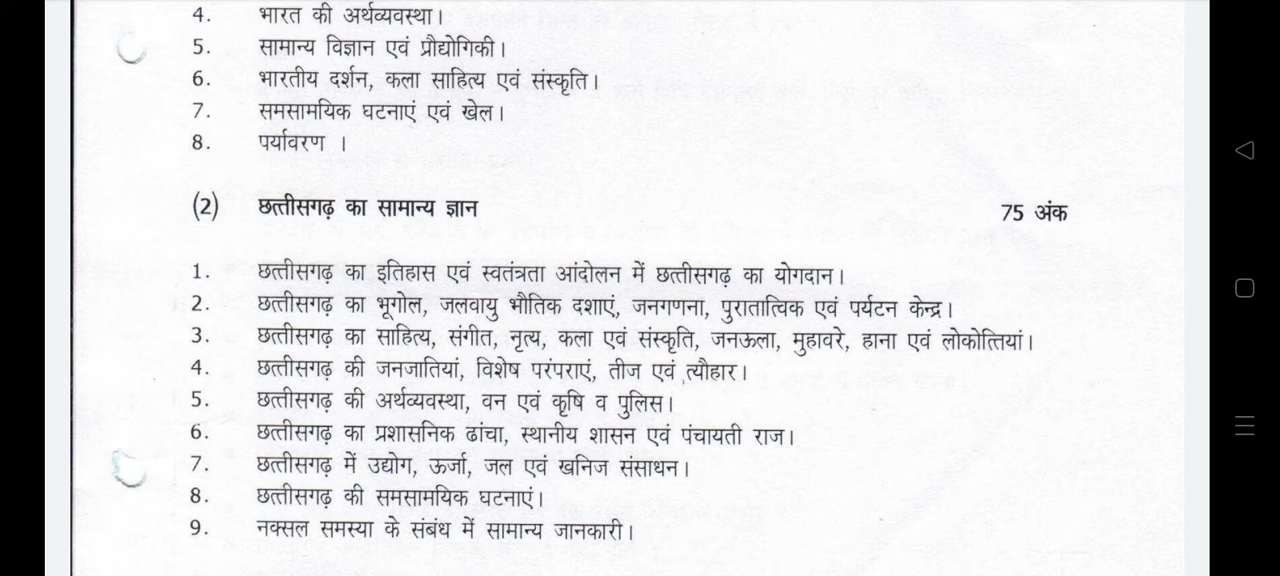 4. भारत की अर्थव्यवस्था।
5. सामान्य विज्ञान एवं प्रौद्योगिकी।
6. भारतीय दर्शन, कला साहित्य एवं संस्कृति।
7. समसामयिक घटनाएं एवं खेल।
8. पर्यावरण ।
(2) छत्तीसगढ़ का सामान्य ज्ञान 75 अंक
1. छत्तीसगढ़ का इतिहास एवं स्वतंत्रता आंदोलन में छत्तीसगढ़ का योगदान।
2. छत्तीसगढ़ का भूगोल, जलवायु भौतिक दशाएं, जनगणना, पुरातात्विक एवं पर्यटन केन्द्र।
3. छत्तीसगढ़ का साहित्य, संगीत, नृत्य, कला एवं संस्कृति, जनऊला, मुहावरे, हाना एवं लोकोत्तियां।
4. छत्तीसगढ़ की जनजातियां, विशेष परंपराएं, तीज एवं त्यौहार।
5. छत्तीसगढ़ की अर्थव्यवस्था, वन एवं कृषि व पुलिस।
6. छत्तीसगढ़ का प्रशासनिक ढांचा, स्थानीय शासन एवं पंचायती राज।
7. छत्तीसगढ़ में उद्योग, ऊर्जा, जल एवं खनिज संसाधन।
8. छत्तीसगढ़ की समसामयिक घटनाएं।
9. नक्सल समस्या के संबंध में सामान्य जानकारी।